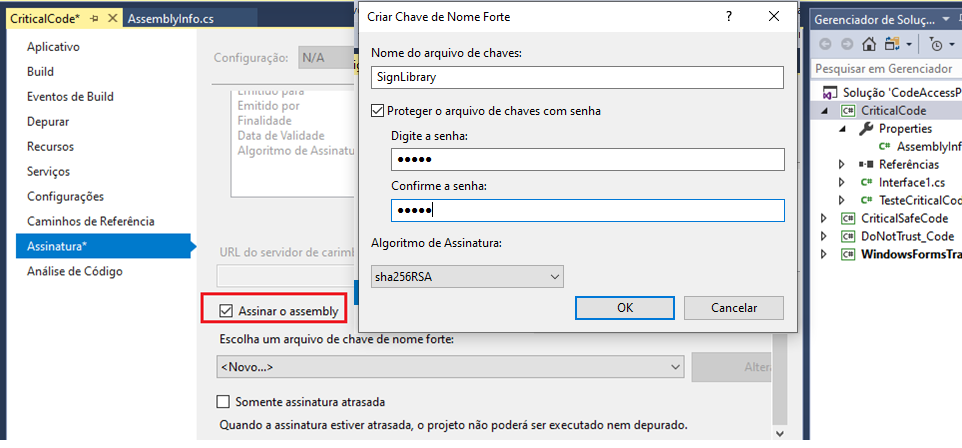 CriticalCode*
AssemblyInfo.cs
Aplicativo
Build
Eventos de Build
Depurar
Recursos
Serviços
Configurações
Caminhos de Referência
Assinatura*
Análise de Código
Configuração:
N/A
Emitido para
Emitido por
Finalidade
Data de Validade
Algoritmo de Assinatu
URL do servidor de carim
Assinar o assembly
Escolha um arquivo de chave de nome forte:
<Novo...>
Altera
Somente assinatura atrasada
Quando a assinatura estiver atrasada, o projeto não poderá ser executado nem depurado.
Criar Chave de Nome Forte
?
Nome do arquivo de chaves:
SignLibrary
Proteger o arquivo de chaves com senha
Digite a senha:
●●●●●
Confirme a senha:
●●●●●
Algoritmo de Assinatura:
sha256RSA
OK
Cancelar
Gerenciador de Soluç...
Pesquisar em Gerenciador
Solução 'CodeAccessP
C# CriticalCode
Properties
C# AssemblyInf
Referências
C# Interface1.cs
C# TesteCriticalCod
C# CriticalSafeCode
C# DoNotTrust_Code
C# WindowsFormsTra